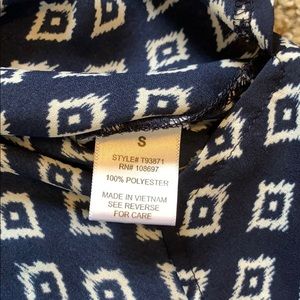 S
STYLE# T93871
RN# 108697
100% POLYESTER
MADE IN VIETNAM
SEE REVERSE
FOR CARE